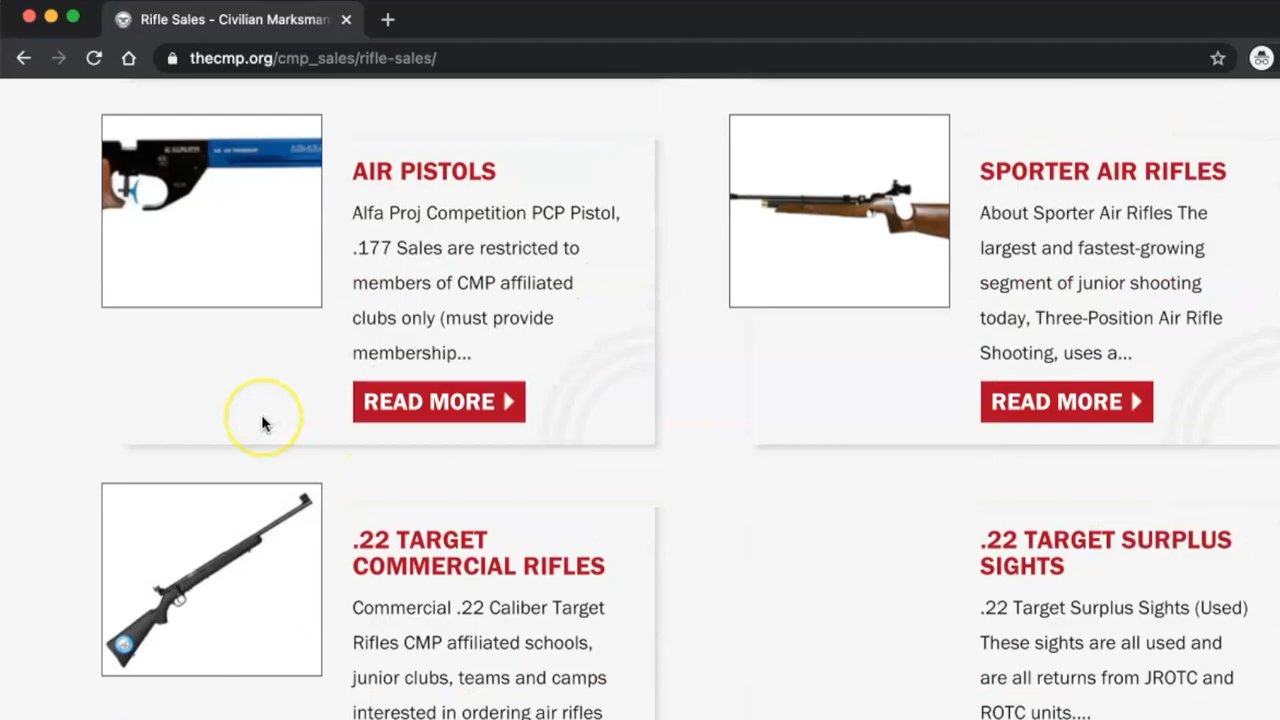 Rifle Sales - Civilian Marksman
thecmp.org/cmp_sales/rifle-sales/
AIR PISTOLS
Alfa Proj Competition PCP Pistol,
.177 Sales are restricted to
members of CMP affiliated
clubs only (must provide
membership...
READ MORE
SPORTER AIR RIFLES
About Sporter Air Rifles The
largest and fastest-growing
segment of junior shooting
today, Three-Position Air Rifle
Shooting, uses a...
READ MORE
.22 TARGET
COMMERCIAL RIFLES
Commercial .22 Caliber Target
Rifles CMP affiliated schools,
junior clubs, teams and camps
interested in ordering air rifles
.22 TARGET SURPLUS
SIGHTS
.22 Target Surplus Sights (Used)
These sights are all used and
are all returns from JROTC and
ROTC units....